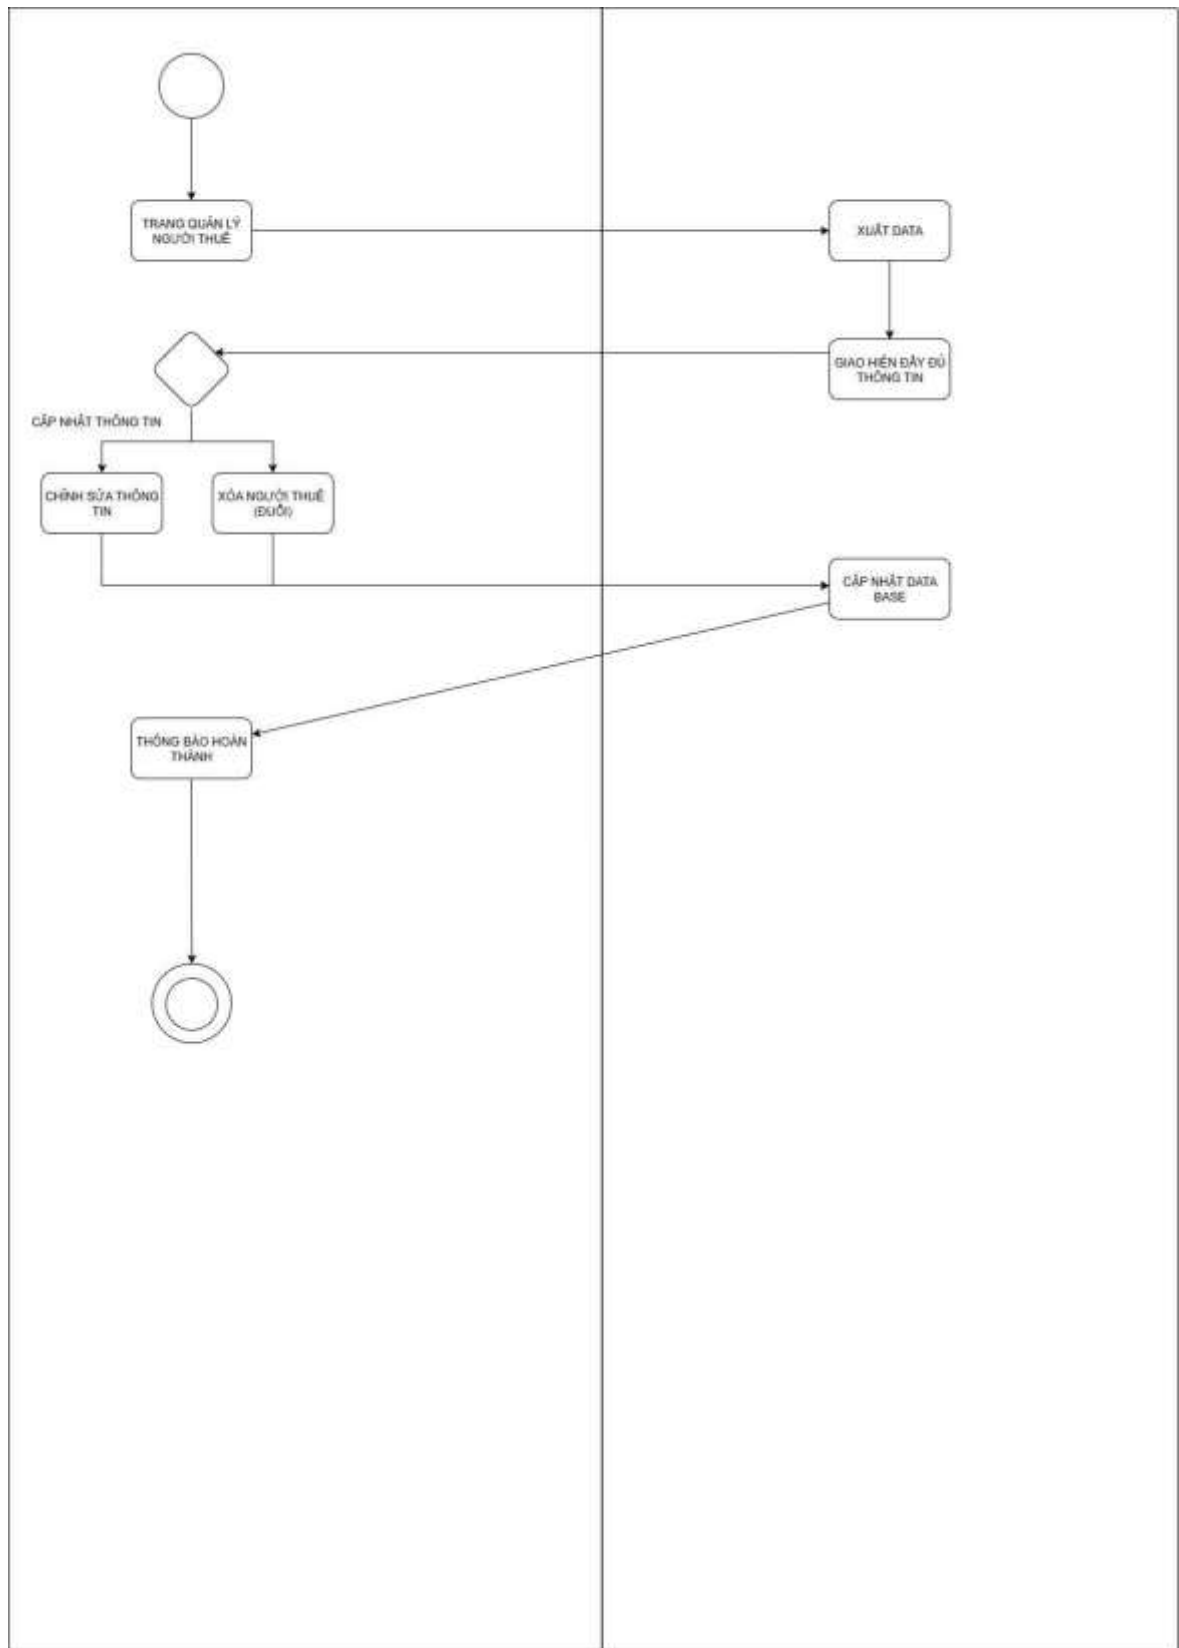 TRANG QUẢN LÝ
NGƯỜI THUÊ
XUẤT DATA
GIAO HIÊN ĐẦY ĐỦ
THÔNG TIN
CẬP NHẬT THÔNG TIN
CHỈNH SỬA THÔNG
TIN
XÓA NGƯỜI THUÊ
(ĐUỔI)
CẬP NHẬT DATA
BASE
THÔNG BÁO HOÀN
THÀNH